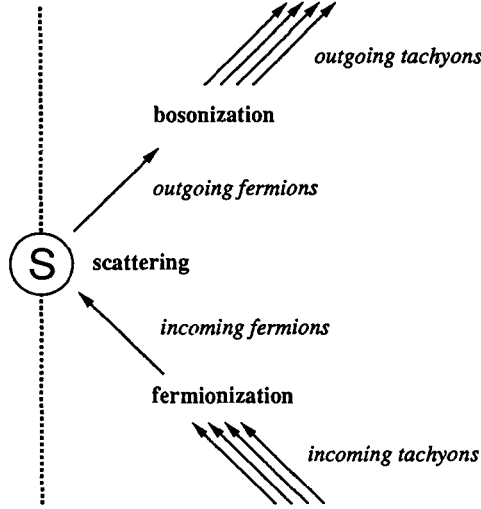 outgoing tachyons
bosonization
outgoing fermions
S scattering
incoming fermions
fermionization
incoming tachyons